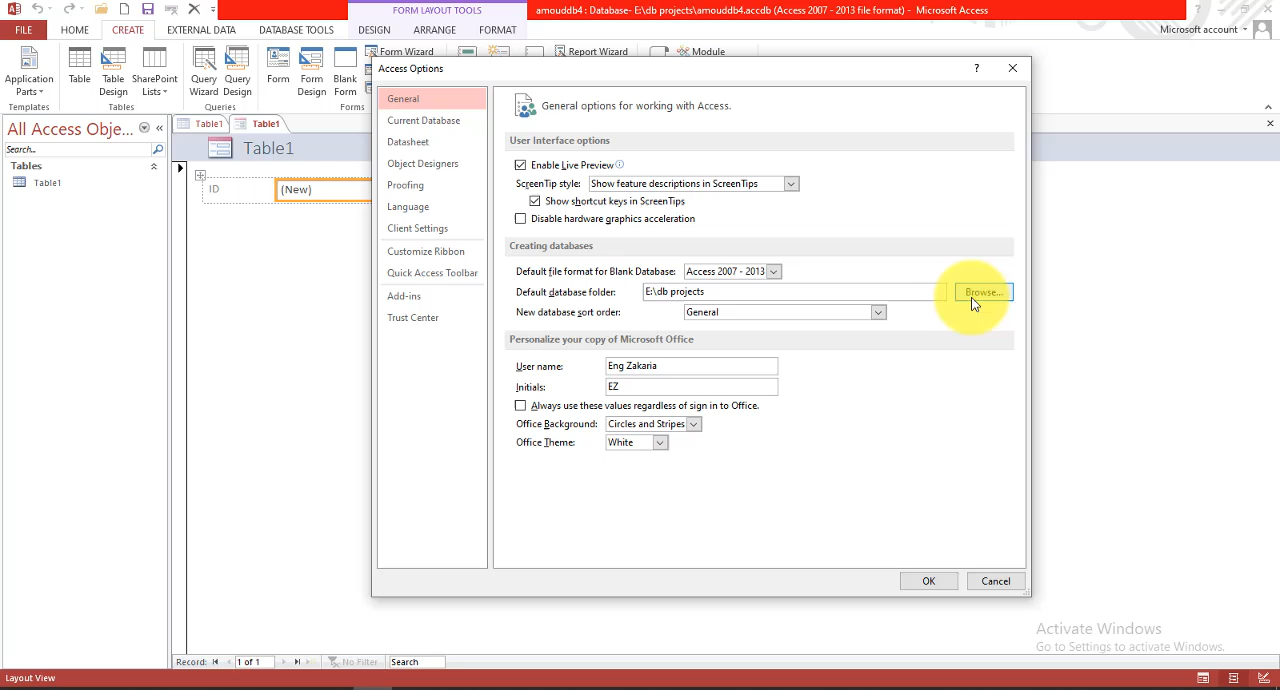 FORM LAYOUT TOOLS
amouddb4 : Database- E:\db projects\amouddb4.accdb (Access 2007 - 2013 file format) - Microsoft Access
FILE HOME CREATE EXTERNAL DATA DATABASE TOOLS DESIGN ARRANGE FORMAT Microsoft account
Form Wizard Report Wizard Module
Application Parts
Table
Table Design
SharePoint Lists
Query Wizard
Query Design
Form
Form Design
Blank Form
Templates Tables Queries Forms
All Access Obje...
Search...
Tables
Table1
Table1 Table1
Table1
ID (New)
Access Options
General
Current Database
Datasheet
Object Designers
Proofing
Language
Client Settings
Customize Ribbon
Quick Access Toolbar
Add-ins
Trust Center
General options for working with Access.
User Interface options
Enable Live Preview
ScreenTip style: Show feature descriptions in ScreenTips
Show shortcut keys in ScreenTips
Disable hardware graphics acceleration
Creating databases
Default file format for Blank Database: Access 2007 - 2013
Default database folder: E:\db projects Browse...
New database sort order: General
Personalize your copy of Microsoft Office
User name: Eng Zakaria
Initials: EZ
Always use these values regardless of sign in to Office.
Office Background: Circles and Stripes
Office Theme: White
OK Cancel
Activate Windows
Go to Settings to activate Windows.
Record: 1 of 1 No Filter Search
Layout View